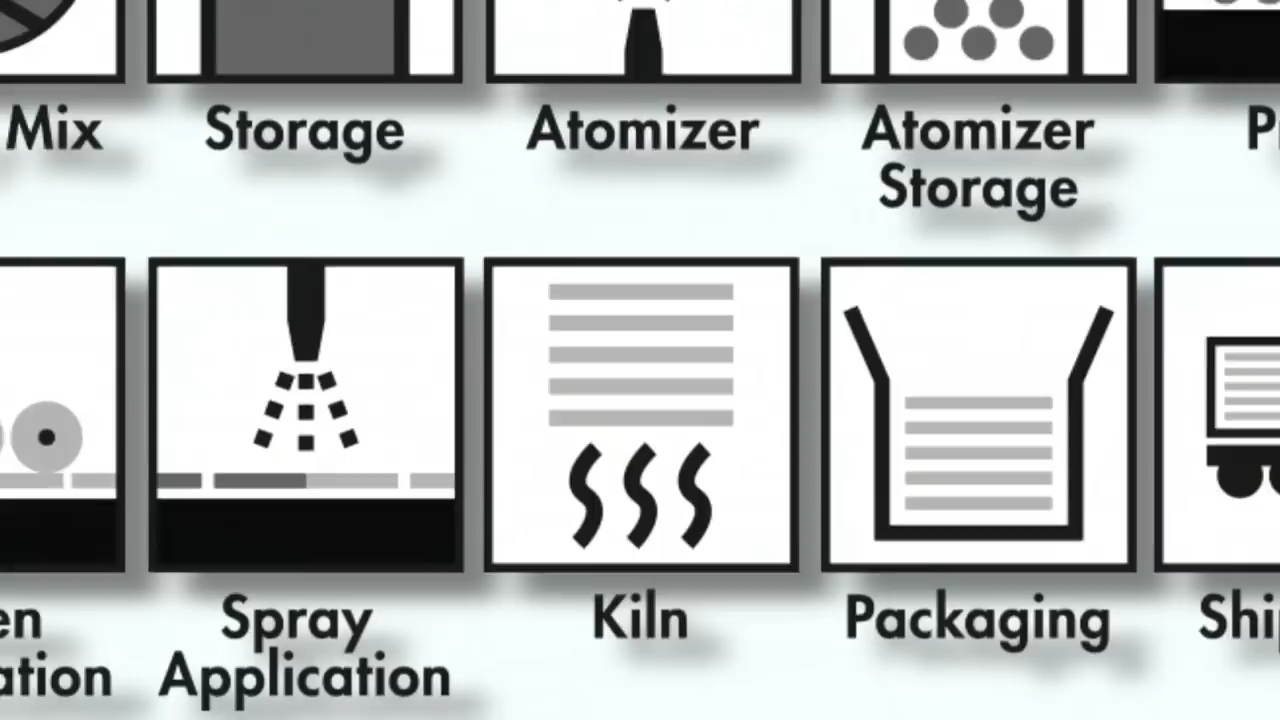 Mix
Storage
Atomizer
Atomizer
Storage
Spray
Application
Kiln
Packaging